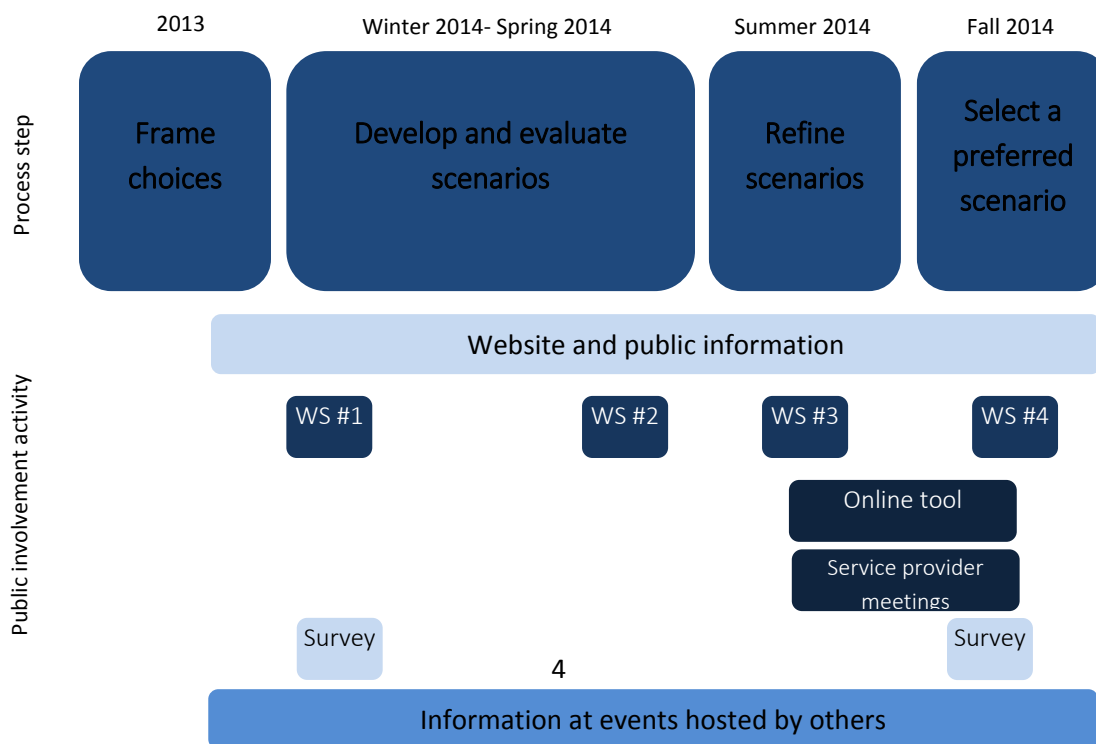 2013
Winter 2014- Spring 2014
Summer 2014
Fall 2014
Process step
Frame
choices
Develop and evaluate
scenarios
Refine
scenarios
Select a
preferred
scenario
Public involvement activity
Website and public information
WS #1
WS #2
WS #3
WS #4
Online tool
Service provider
meetings
Survey
Survey
4
Information at events hosted by others